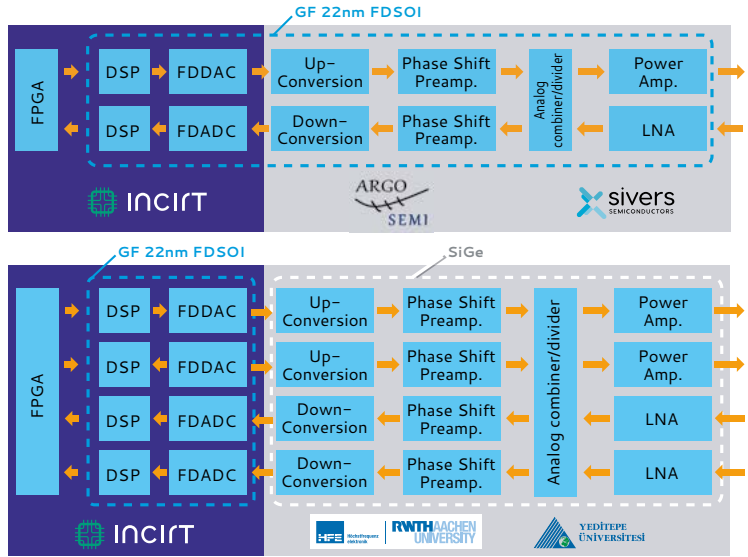 GF 22nm FDSOI
FPGA
DSP
FDDAC
Up-
Conversion
Phase Shift
Preamp.
Analog
combiner/divider
Power
Amp.
DSP
FDADC
Down-
Conversion
Phase Shift
Preamp.
LNA
INCIRT
ARGO
SEMI
sivers
SEMICONDUCTORS
GF 22nm FDSOI
SiGe
FPGA
DSP
FDDAC
Up-
Conversion
Phase Shift
Preamp.
Analog combiner/divider
Power
Amp.
DSP
FDDAC
Up-
Conversion
Phase Shift
Preamp.
Power
Amp.
DSP
FDADC
Down-
Conversion
Phase Shift
Preamp.
LNA
DSP
FDADC
Down-
Conversion
Phase Shift
Preamp.
LNA
INCIRT
HFE
Höchstfrequenz
elektronik
RWTHAACHEN
UNIVERSITY
YEDİTEPE
ÜNİVERSİTESİ